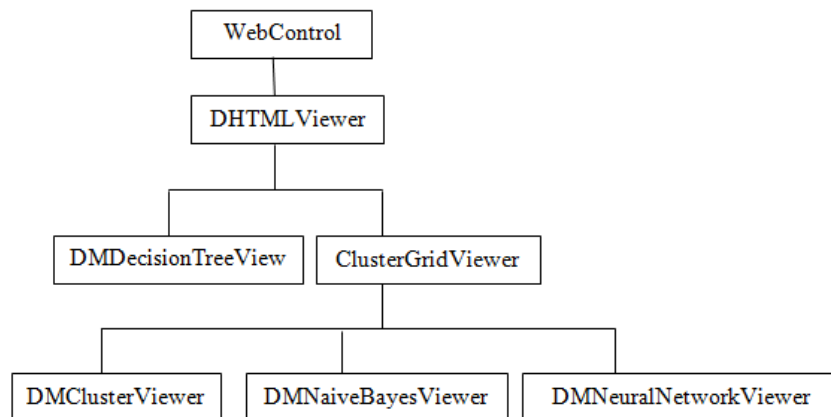 WebControl
DHTMLViewer
DMDecisionTreeView
ClusterGridViewer
DMClusterViewer
DMNaiveBayesViewer
DMNeuralNetworkViewer